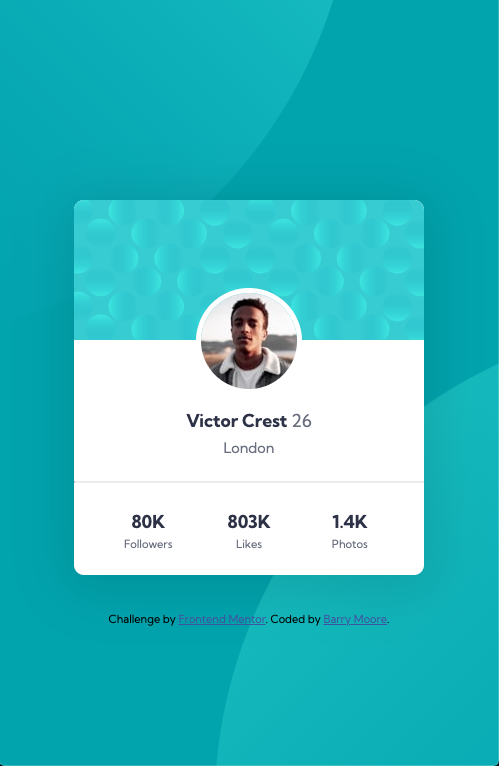 Victor Crest 26
London
80K 803K 1.4K
Followers Likes Photos
Challenge by Frontend Mentor. Coded by Barry Moore.